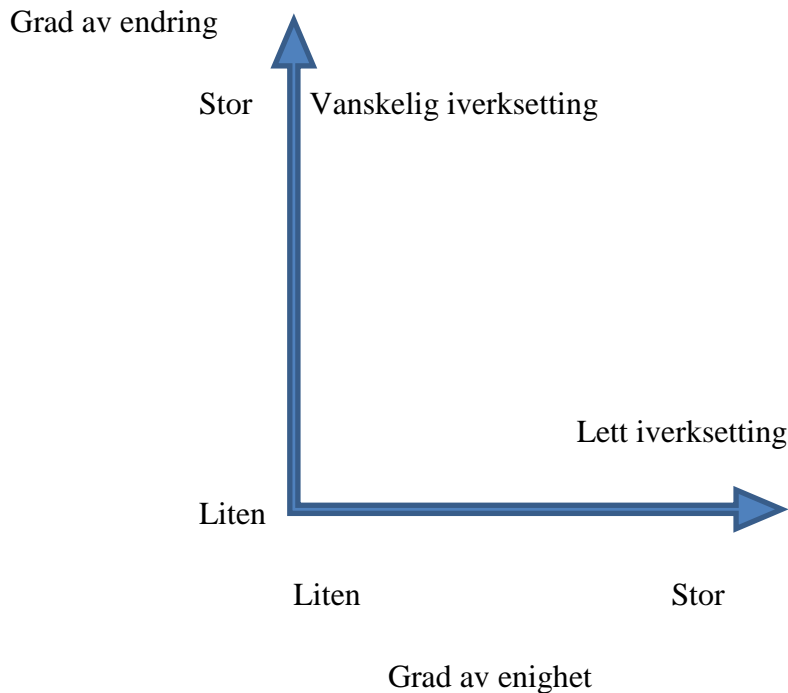 Grad av endring
Stor Vanskelig iverksetting
Lett iverksetting
Liten
Liten Stor
Grad av enighet